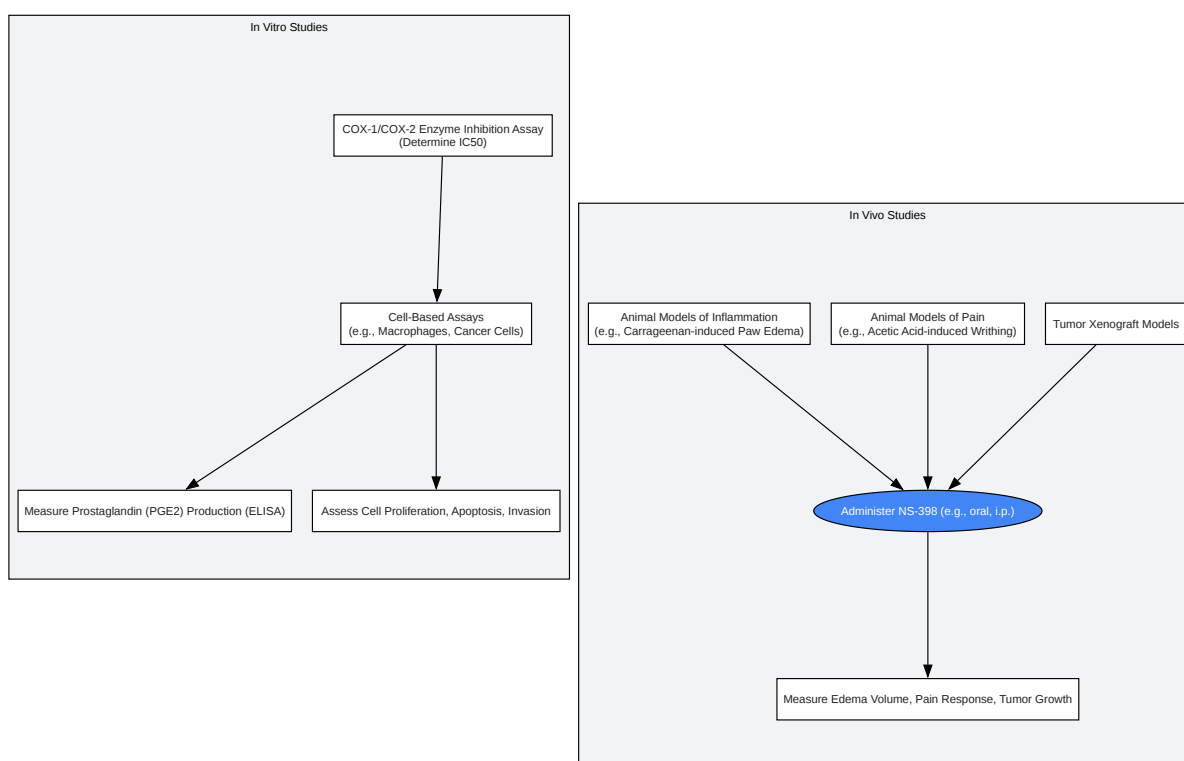 In Vitro Studies
COX-1/COX-2 Enzyme Inhibition Assay
(Determine IC50)
Cell-Based Assays
(e.g., Macrophages, Cancer Cells)
Measure Prostaglandin (PGE2) Production (ELISA)
Assess Cell Proliferation, Apoptosis, Invasion
In Vivo Studies
Animal Models of Inflammation
(e.g., Carrageenan-induced Paw Edema)
Animal Models of Pain
(e.g., Acetic Acid-induced Writhing)
Tumor Xenograft Models
Administer NS-398 (e.g., oral, i.p.)
Measure Edema Volume, Pain Response, Tumor Growth